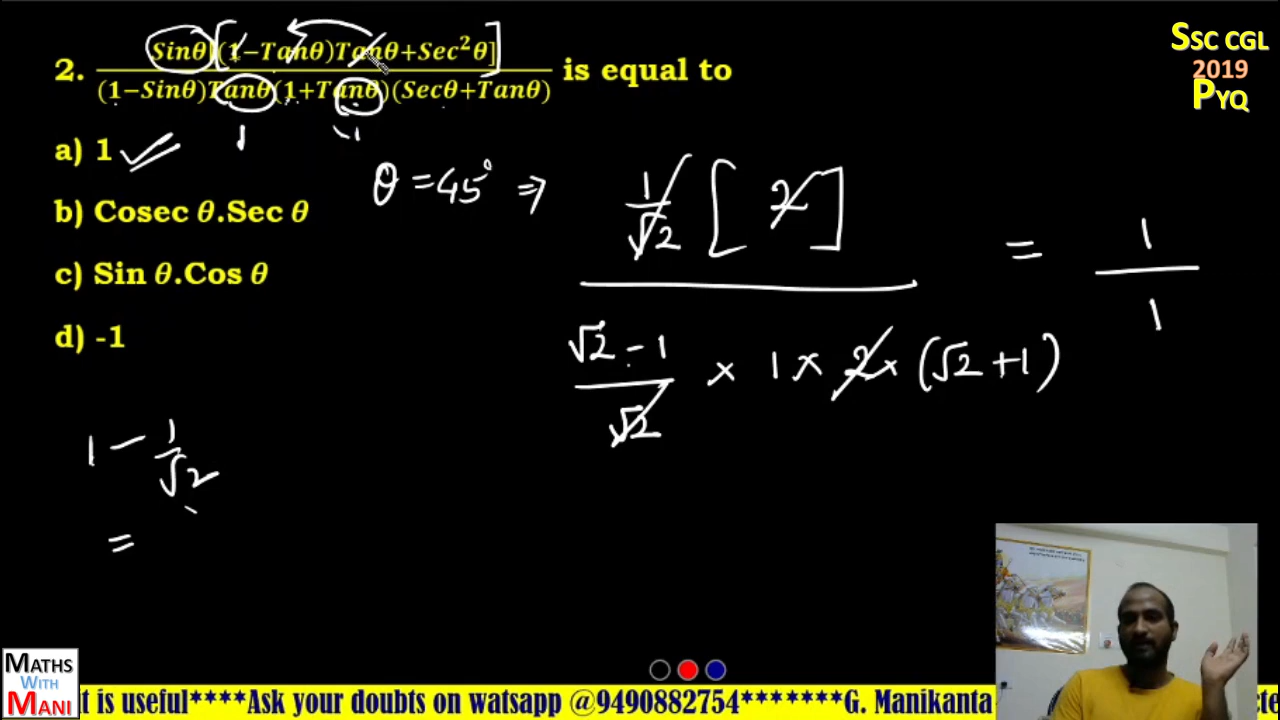 SSC CGL
2019
PYQ
2. Sinθ[(1−Tanθ)Tanθ+Sec²θ] / (1−Sinθ)Tanθ(1+Tanθ)(Secθ+Tanθ) is equal to
1 -1
a) 1
b) Cosec θ.Sec θ
c) Sin θ.Cos θ
d) -1
θ = 45° ⇒ 1/√2 [ 2 ] / (√2 − 1)/√2 × 1 × 2 × (√2 + 1) = 1/1
1 − 1/√2
=
MATHS
WITH
MANI
t is useful****Ask your doubts on watsapp @9490882754*******G. Manikanta